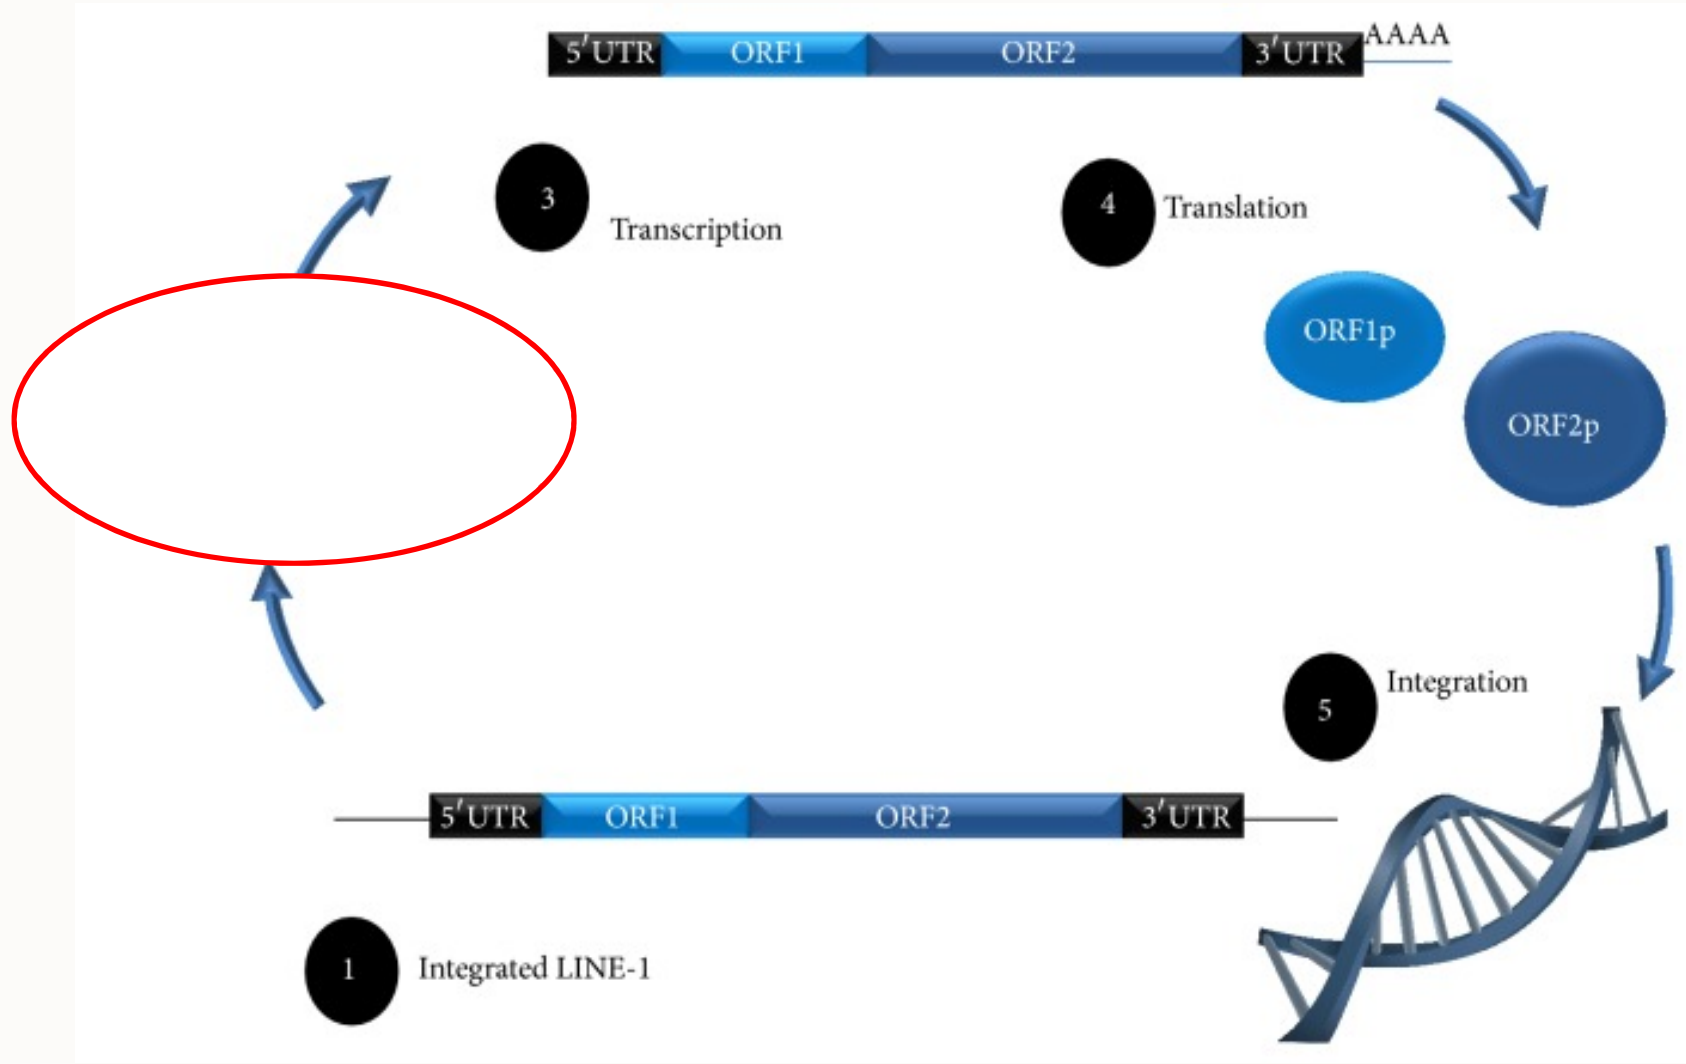 5′UTR ORF1 ORF2 3′UTR AAAA
3 Transcription
4 Translation
ORF1p
ORF2p
5 Integration
5′UTR ORF1 ORF2 3′UTR
1 Integrated LINE-1